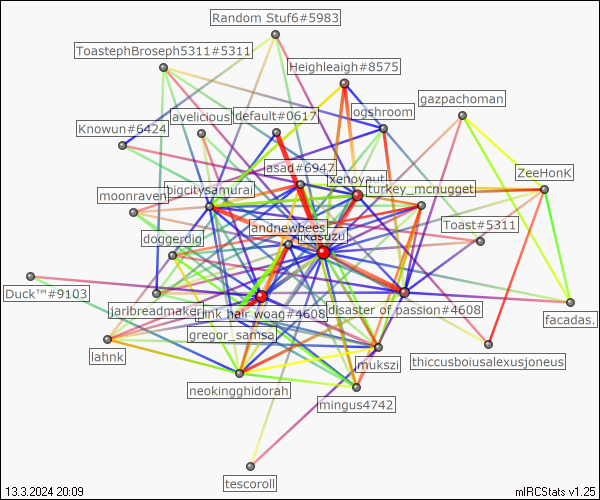 Random Stuf6#5983
ToastephBroseph5311#5311
Heighleaigh#8575
gazpachoman
avelicious
default#0617
ogshroom
Knowun#6424
jasad#6947
xenoyaut
ZeeHonK
bigcitysamurai
turkey_mcnugget
moonraven
andnewbees
Toast#5311
ikasuzu
doggerdig
Duck™#9103
jarlbreadmaker
pink hair woag#4608
disaster of passion#4608
facadas.
gregor_samsa
lahnk
mukszi
thiccusboiusalexusjoneus
neokingghidorah
mingus4742
tescoroll
13.3.2024 20:09
mIRCStats v1.25